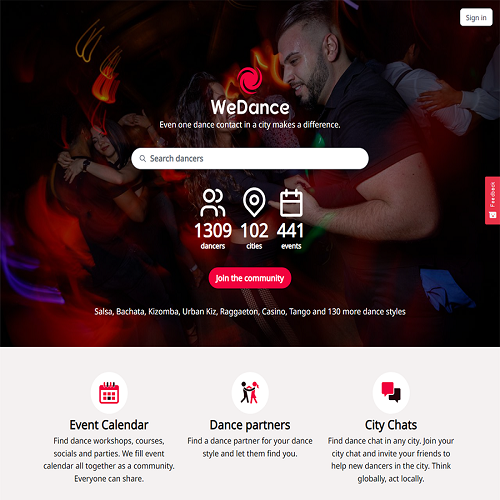 Sign in
WeDance
Even one dance contact in a city makes a difference.
Search dancers
1309 102 441
dancers cities events
Feedback
Join the community
Salsa, Bachata, Kizomba, Urban Kiz, Raggaeton, Casino, Tango and 130 more dance styles
Event Calendar
Find dance workshops, courses,
socials and parties. We fill event
calendar all together as a community.
Everyone can share.
Dance partners
Find a dance partner for your dance
style and let them find you.
City Chats
Find dance chat in any city. Join your
city chat and invite your friends to
help new dancers in the city. Think
globally, act locally.